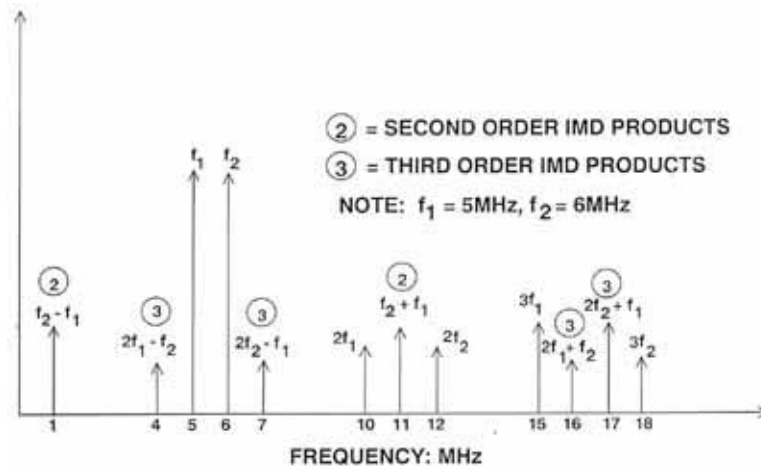 ② = SECOND ORDER IMD PRODUCTS
③ = THIRD ORDER IMD PRODUCTS
NOTE: f1 = 5MHz, f2 = 6MHz
f1
f2
②
f2 - f1
③
2f1 - f2
③
2f2 - f1
2f1
②
f2 + f1
2f2
3f1
③
2f1 + f2
③
2f2 + f1
3f2
1 4 5 6 7 10 11 12 15 16 17 18
FREQUENCY: MHz